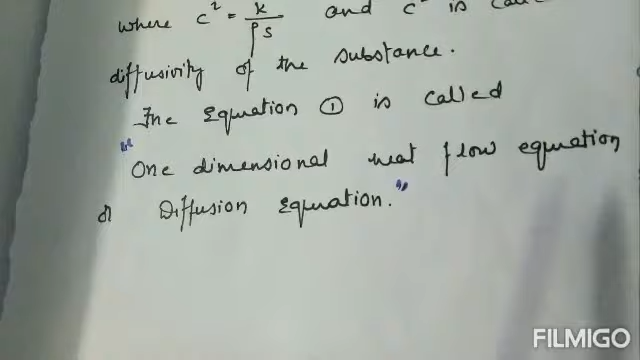 where c² = k/ρs and c² is called
diffusivity of the substance.
The Equation ① is called
"One dimensional heat flow equation
or Diffusion Equation."
FILMIGO